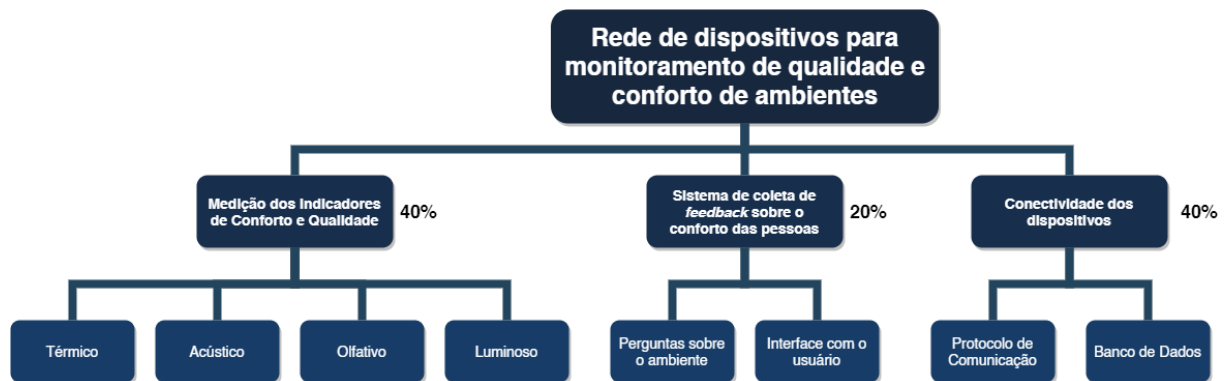 Rede de dispositivos para
monitoramento de qualidade e
conforto de ambientes
Medição dos Indicadores
de Conforto e Qualidade
40%
Sistema de coleta de
feedback sobre o
conforto das pessoas
20%
Conectividade dos
dispositivos
40%
Térmico
Acústico
Olfativo
Luminoso
Perguntas sobre
o ambiente
Interface com o
usuário
Protocolo de
Comunicação
Banco de Dados